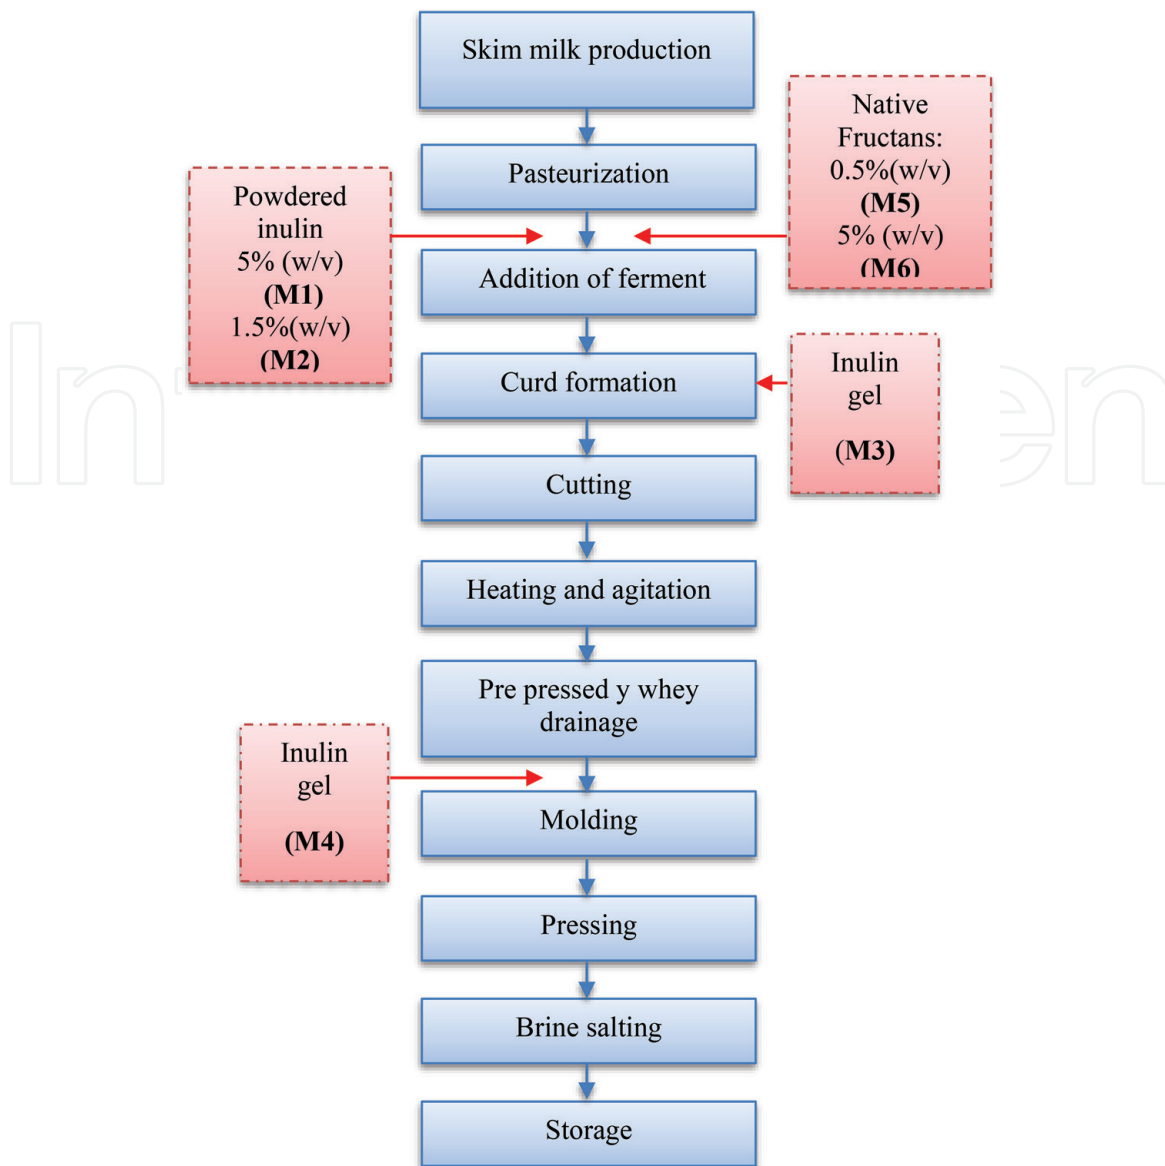 Skim milk production
Native
Fructans:
0.5%(w/v)
(M5)
5% (w/v)
(M6)
Pasteurization
Powdered
inulin
5% (w/v)
(M1)
1.5%(w/v)
(M2)
Addition of ferment
Curd formation
Inulin
gel
(M3)
Cutting
Heating and agitation
Pre pressed y whey
drainage
Inulin
gel
(M4)
Molding
Pressing
Brine salting
Storage